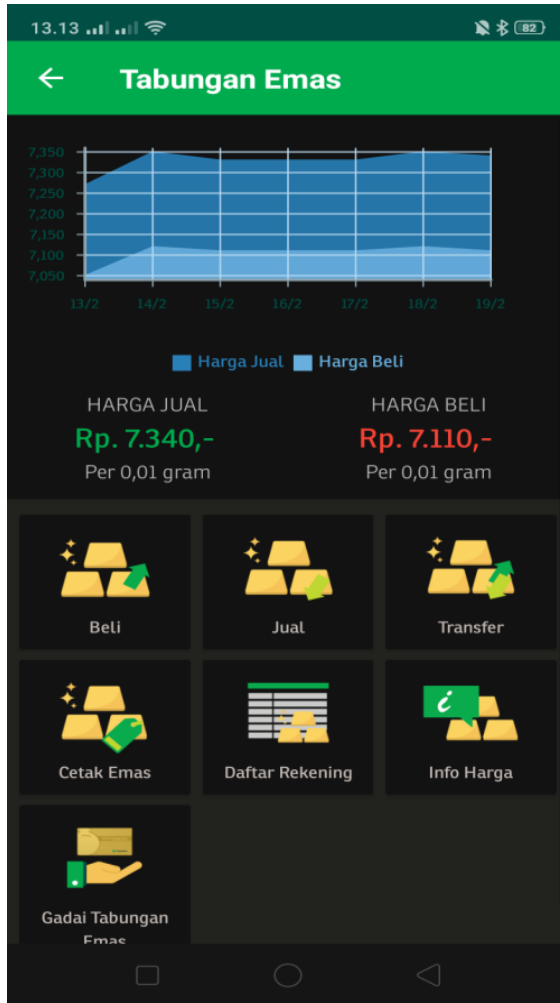 13.13
82
Tabungan Emas
7,350
7,300
7,250
7,200
7,150
7,100
7,050
13/2 14/2 15/2 16/2 17/2 18/2 19/2
Harga Jual Harga Beli
HARGA JUAL HARGA BELI
Rp. 7.340,- Rp. 7.110,-
Per 0,01 gram Per 0,01 gram
Beli Jual Transfer
i
Cetak Emas Daftar Rekening Info Harga
Gadai Tabungan
Emas